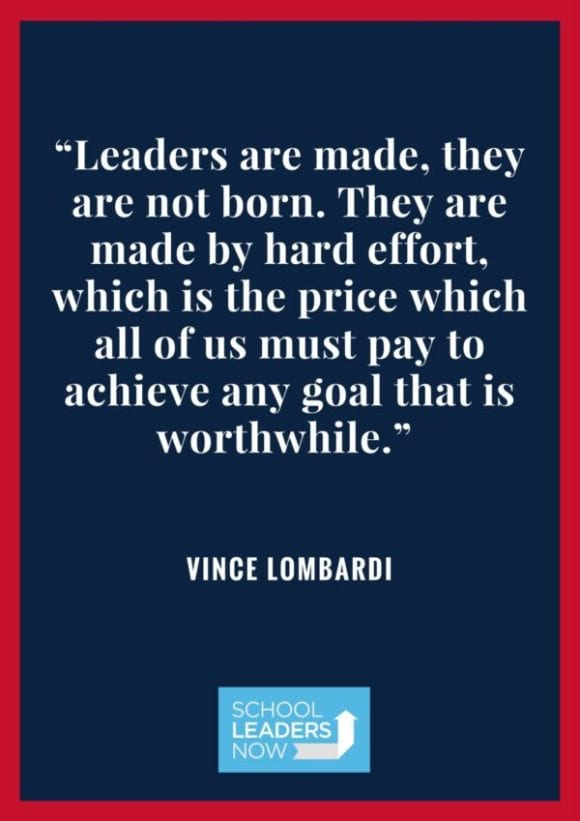 “Leaders are made, they
are not born. They are
made by hard effort,
which is the price which
all of us must pay to
achieve any goal that is
worthwhile.”
VINCE LOMBARDI
SCHOOL
LEADERS
NOW